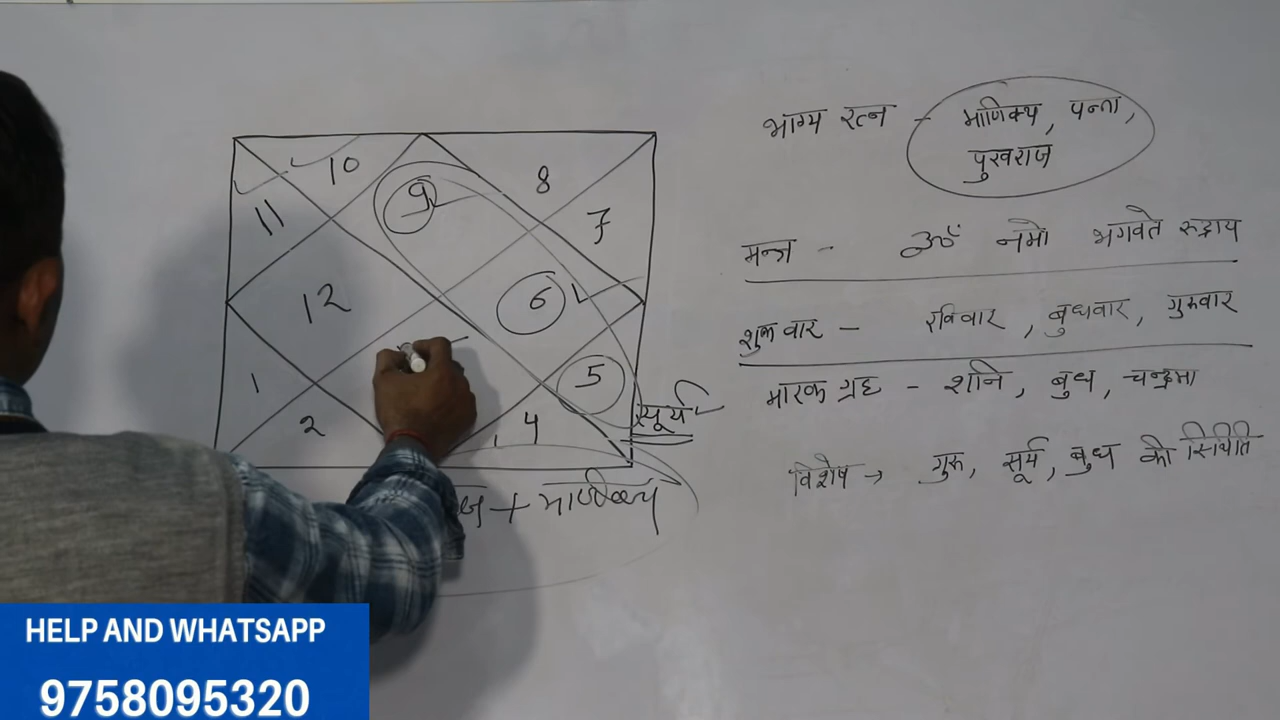 भाग्य रत्न - माणिक्य, पन्ना,
पुखराज
मन्त्र - ॐ नमो भगवते रुद्राय
शुभ वार - रविवार, बुधवार, गुरुवार
मारक ग्रह - शनि, बुध, चन्द्रमा
विशेष → गुरु, सूर्य, बुध की स्थिति
10 8
11 9 7
12 6
1 5
2 4 सूर्य
+ माणिक्य
HELP AND WHATSAPP
9758095320